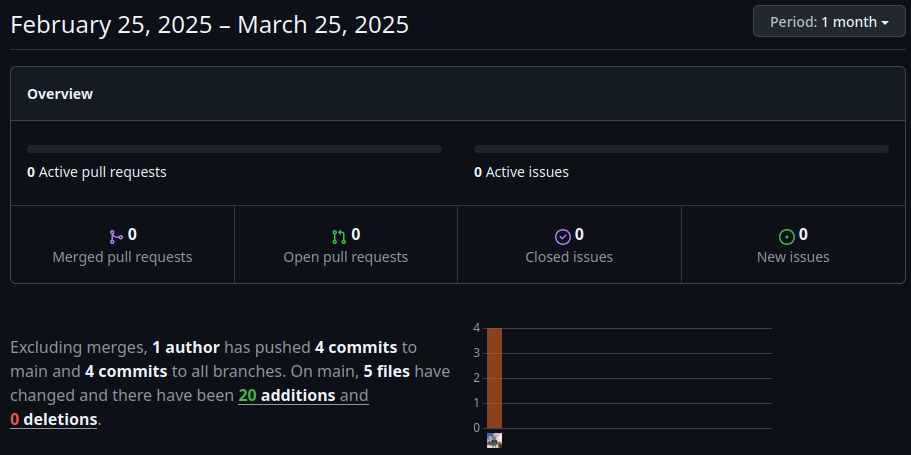 February 25, 2025 – March 25, 2025
Period: 1 month
Overview
0 Active pull requests
0 Active issues
0
Merged pull requests
0
Open pull requests
0
Closed issues
0
New issues
Excluding merges, 1 author has pushed 4 commits to
main and 4 commits to all branches. On main, 5 files have
changed and there have been 20 additions and
0 deletions.
4
3
2
1
0